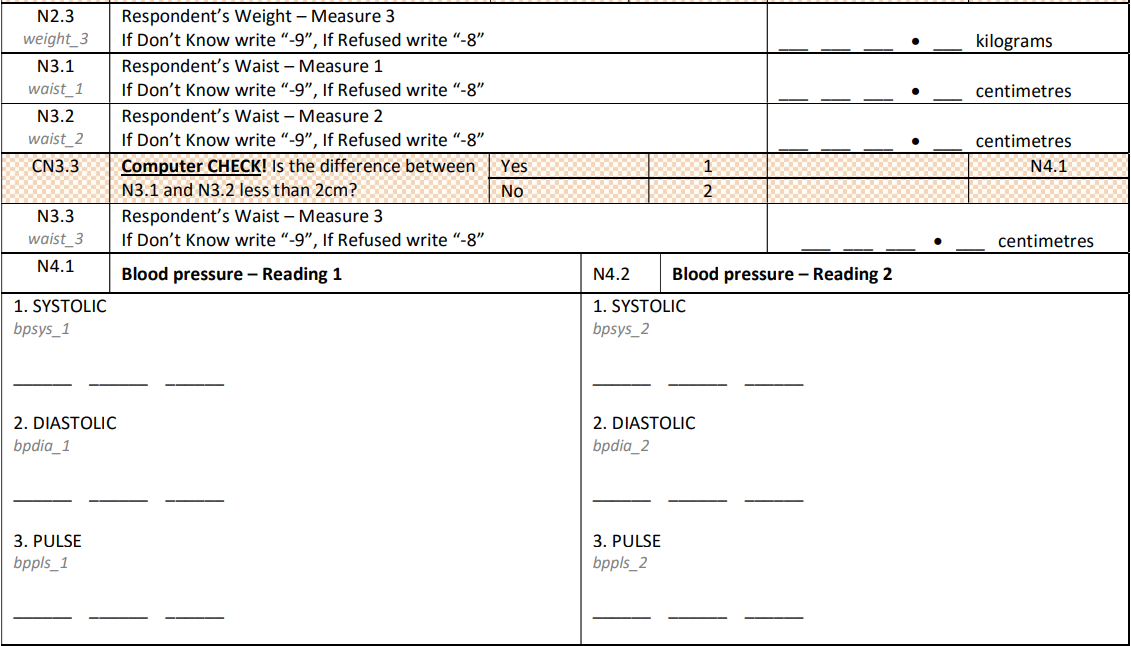 N2.3 Respondent's Weight – Measure 3
weight_3 If Don't Know write “-9”, If Refused write “-8” ___ ___ ___ • ___ kilograms
N3.1 Respondent's Waist – Measure 1
waist_1 If Don't Know write “-9”, If Refused write “-8” ___ ___ ___ • ___ centimetres
N3.2 Respondent's Waist – Measure 2
waist_2 If Don't Know write “-9”, If Refused write “-8” ___ ___ ___ • ___ centimetres
CN3.3 Computer CHECK! Is the difference between Yes 1 N4.1
N3.1 and N3.2 less than 2cm? No 2
N3.3 Respondent's Waist – Measure 3
waist_3 If Don't Know write “-9”, If Refused write “-8” ___ ___ ___ • ___ centimetres
N4.1 Blood pressure – Reading 1 N4.2 Blood pressure – Reading 2
1. SYSTOLIC
bpsys_1
______ ______ ______
2. DIASTOLIC
bpdia_1
______ ______ ______
3. PULSE
bppls_1
______ ______ ______
1. SYSTOLIC
bpsys_2
______ ______ ______
2. DIASTOLIC
bpdia_2
______ ______ ______
3. PULSE
bppls_2
______ ______ ______